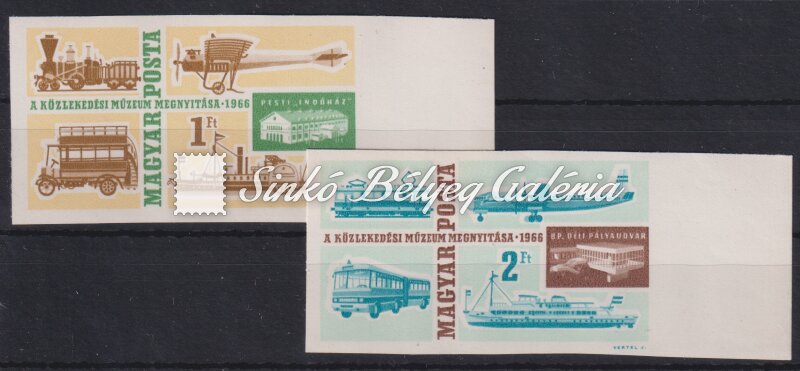 MAGYAR POSTA
A KÖZLEKEDÉSI MÚZEUM MEGNYITÁSA·1966
PESTI „INDÓHÁZ”
1 Ft
Sinkó Bélyeg Galéria
MAGYAR POSTA
A KÖZLEKEDÉSI MÚZEUM MEGNYITÁSA·1966
BP. DÉLI PÁLYAUDVAR
2 Ft
VERTEL J.